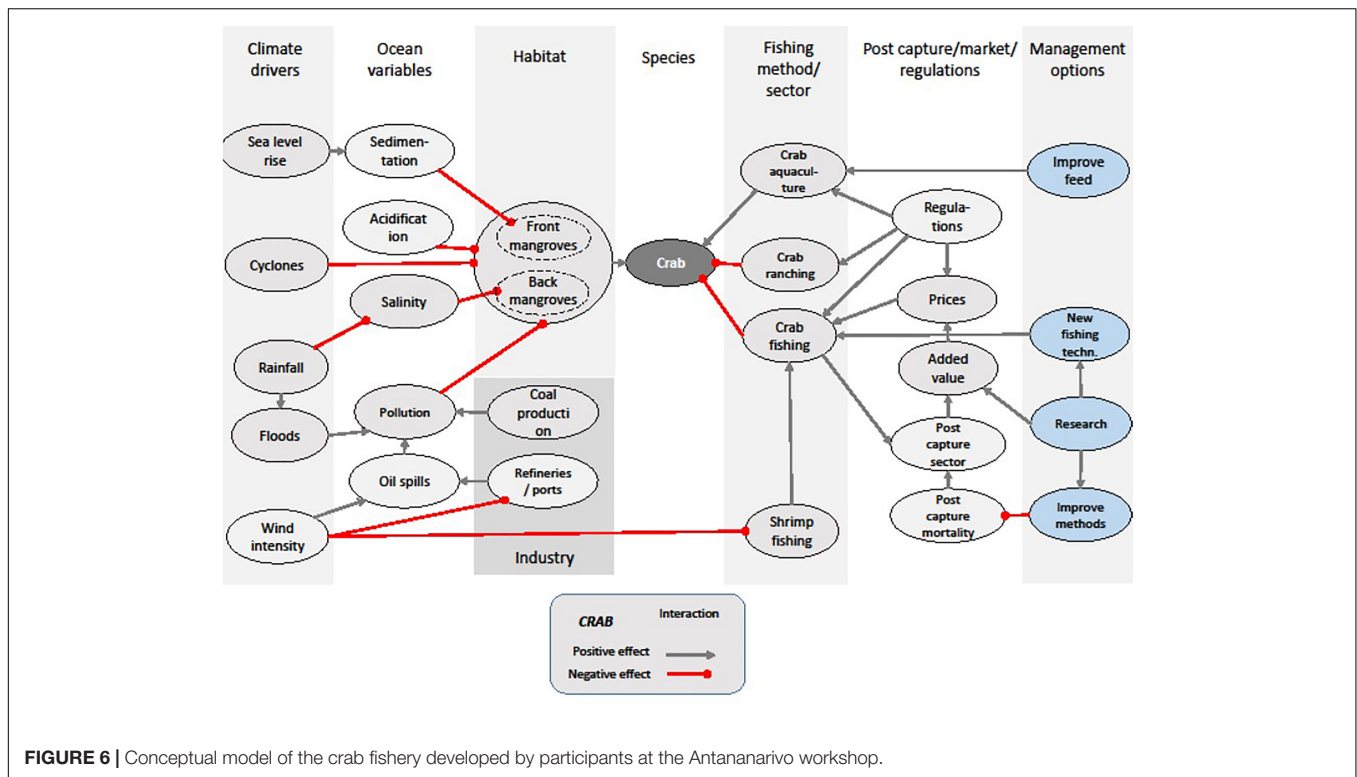 Climate
drivers
Ocean
variables
Habitat
Species
Fishing
method/
sector
Post capture/market/
regulations
Management
options
Sea level
rise
Sedimen-
tation
Acidificat
ion
Cyclones
Salinity
Rainfall
Floods
Pollution
Oil spills
Wind
intensity
Front
mangroves
Back
mangroves
Coal
producti
on
Refineries
/ ports
Industry
Crab
Crab
aquacul-
ture
Crab
ranching
Crab
fishing
Shrimp
fishing
Regula-
tions
Prices
Added
value
Post
capture
sector
Post
capture
mortality
Improve
feed
New
fishing
techn.
Research
Improve
methods
CRAB
Interaction
Positive effect
Negative effect
FIGURE 6 | Conceptual model of the crab fishery developed by participants at the Antananarivo workshop.